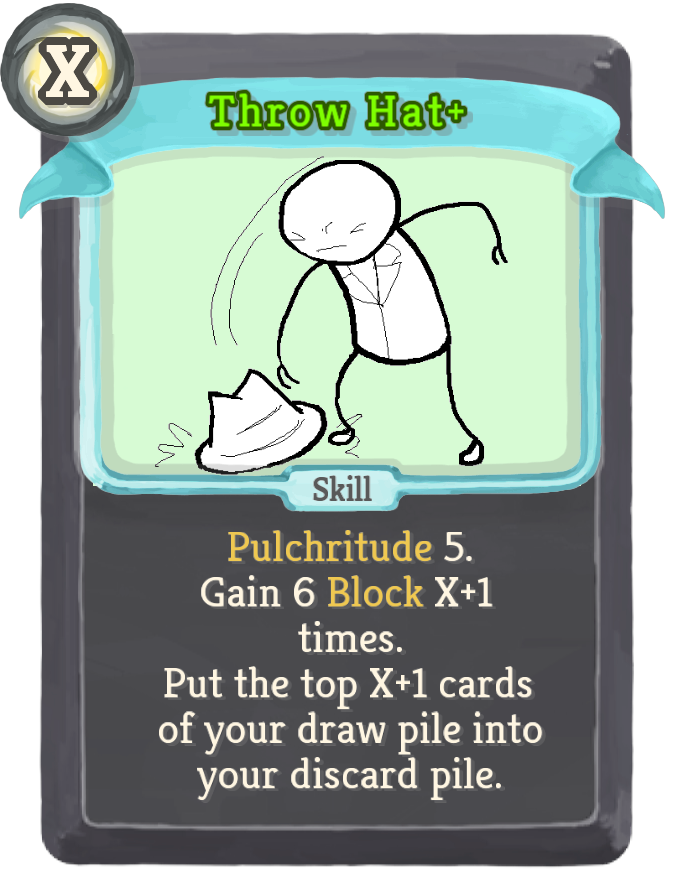 X
Throw Hat+
Skill
Pulchritude 5.
Gain 6 Block X+1
times.
Put the top X+1 cards
of your draw pile into
your discard pile.